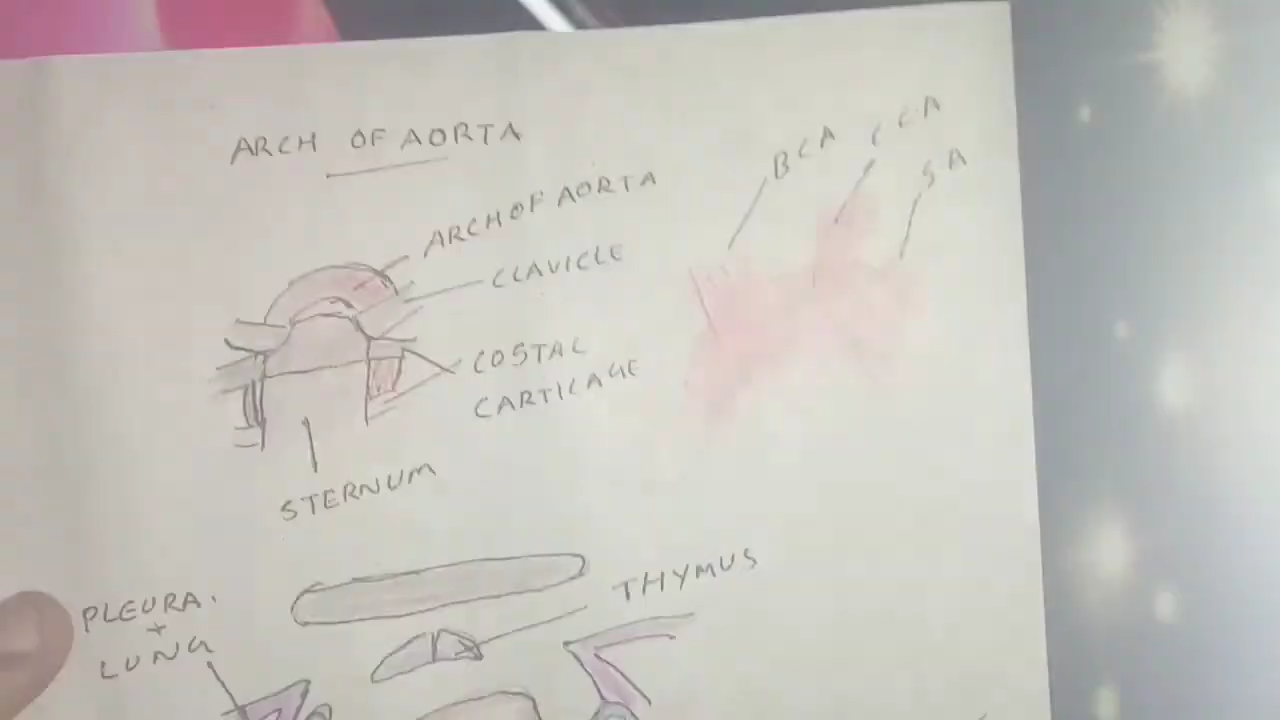 ARCH OF AORTA
ARCH OF AORTA
CLAVICLE
COSTAL
CARTILAGE
STERNUM
BCA
CCA
SA
THYMUS
PLEURA.
+
LUNG